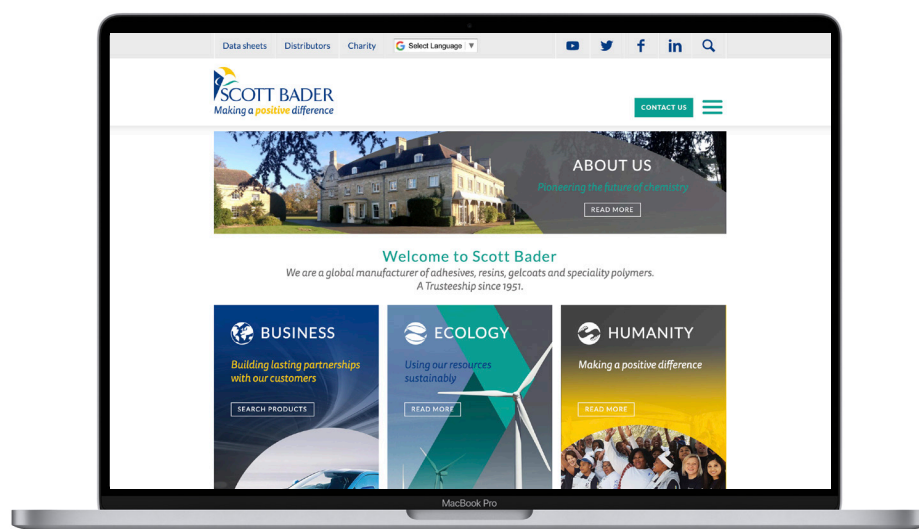 Data sheets Distributors Charity Select Language ▼
SCOTT BADER
Making a positive difference
CONTACT US
ABOUT US
Pioneering the future of chemistry
READ MORE
Welcome to Scott Bader
We are a global manufacturer of adhesives, resins, gelcoats and speciality polymers.
A Trusteeship since 1951.
BUSINESS
Building lasting partnerships
with our customers
SEARCH PRODUCTS
ECOLOGY
Using our resources
sustainably
READ MORE
HUMANITY
Making a positive difference
READ MORE
MacBook Pro